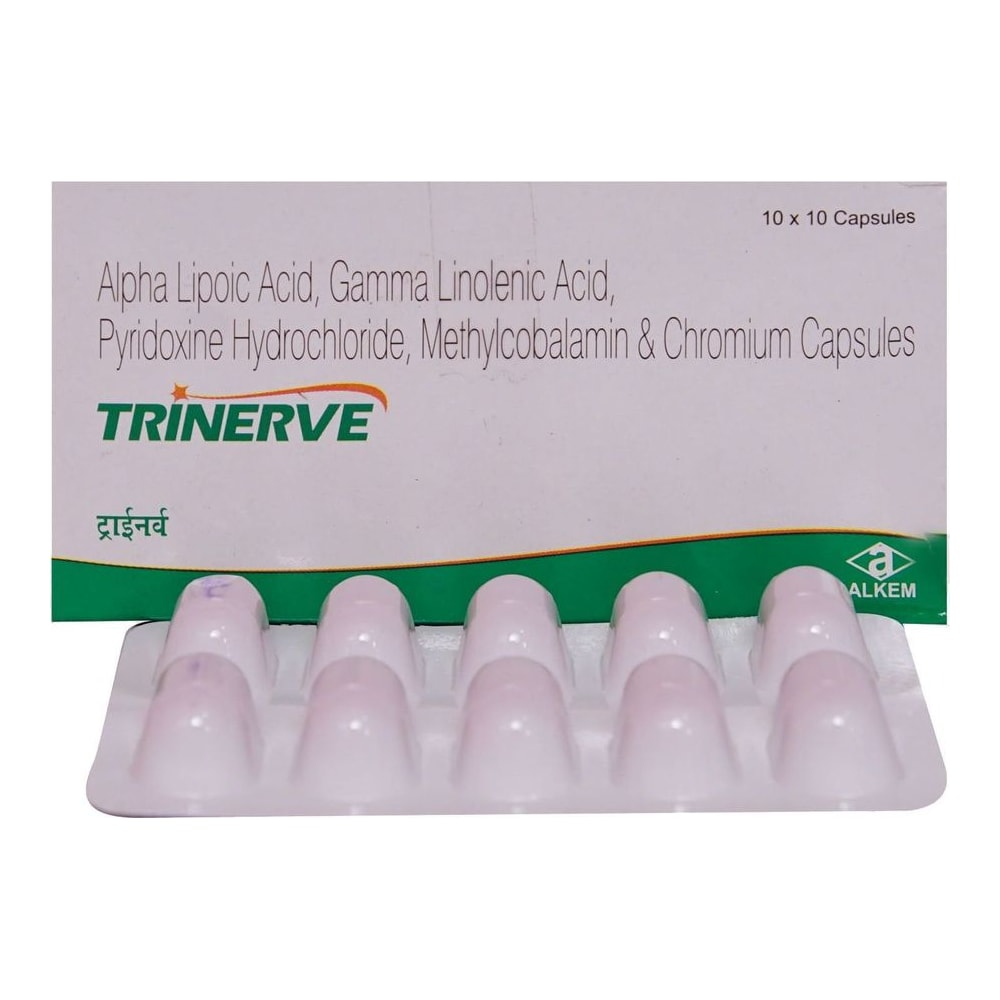 10 x 10 Capsules
Alpha Lipoic Acid, Gamma Linolenic Acid,
Pyridoxine Hydrochloride, Methylcobalamin & Chromium Capsules
TRINERVE
ट्राईनर्व
a
ALKEM